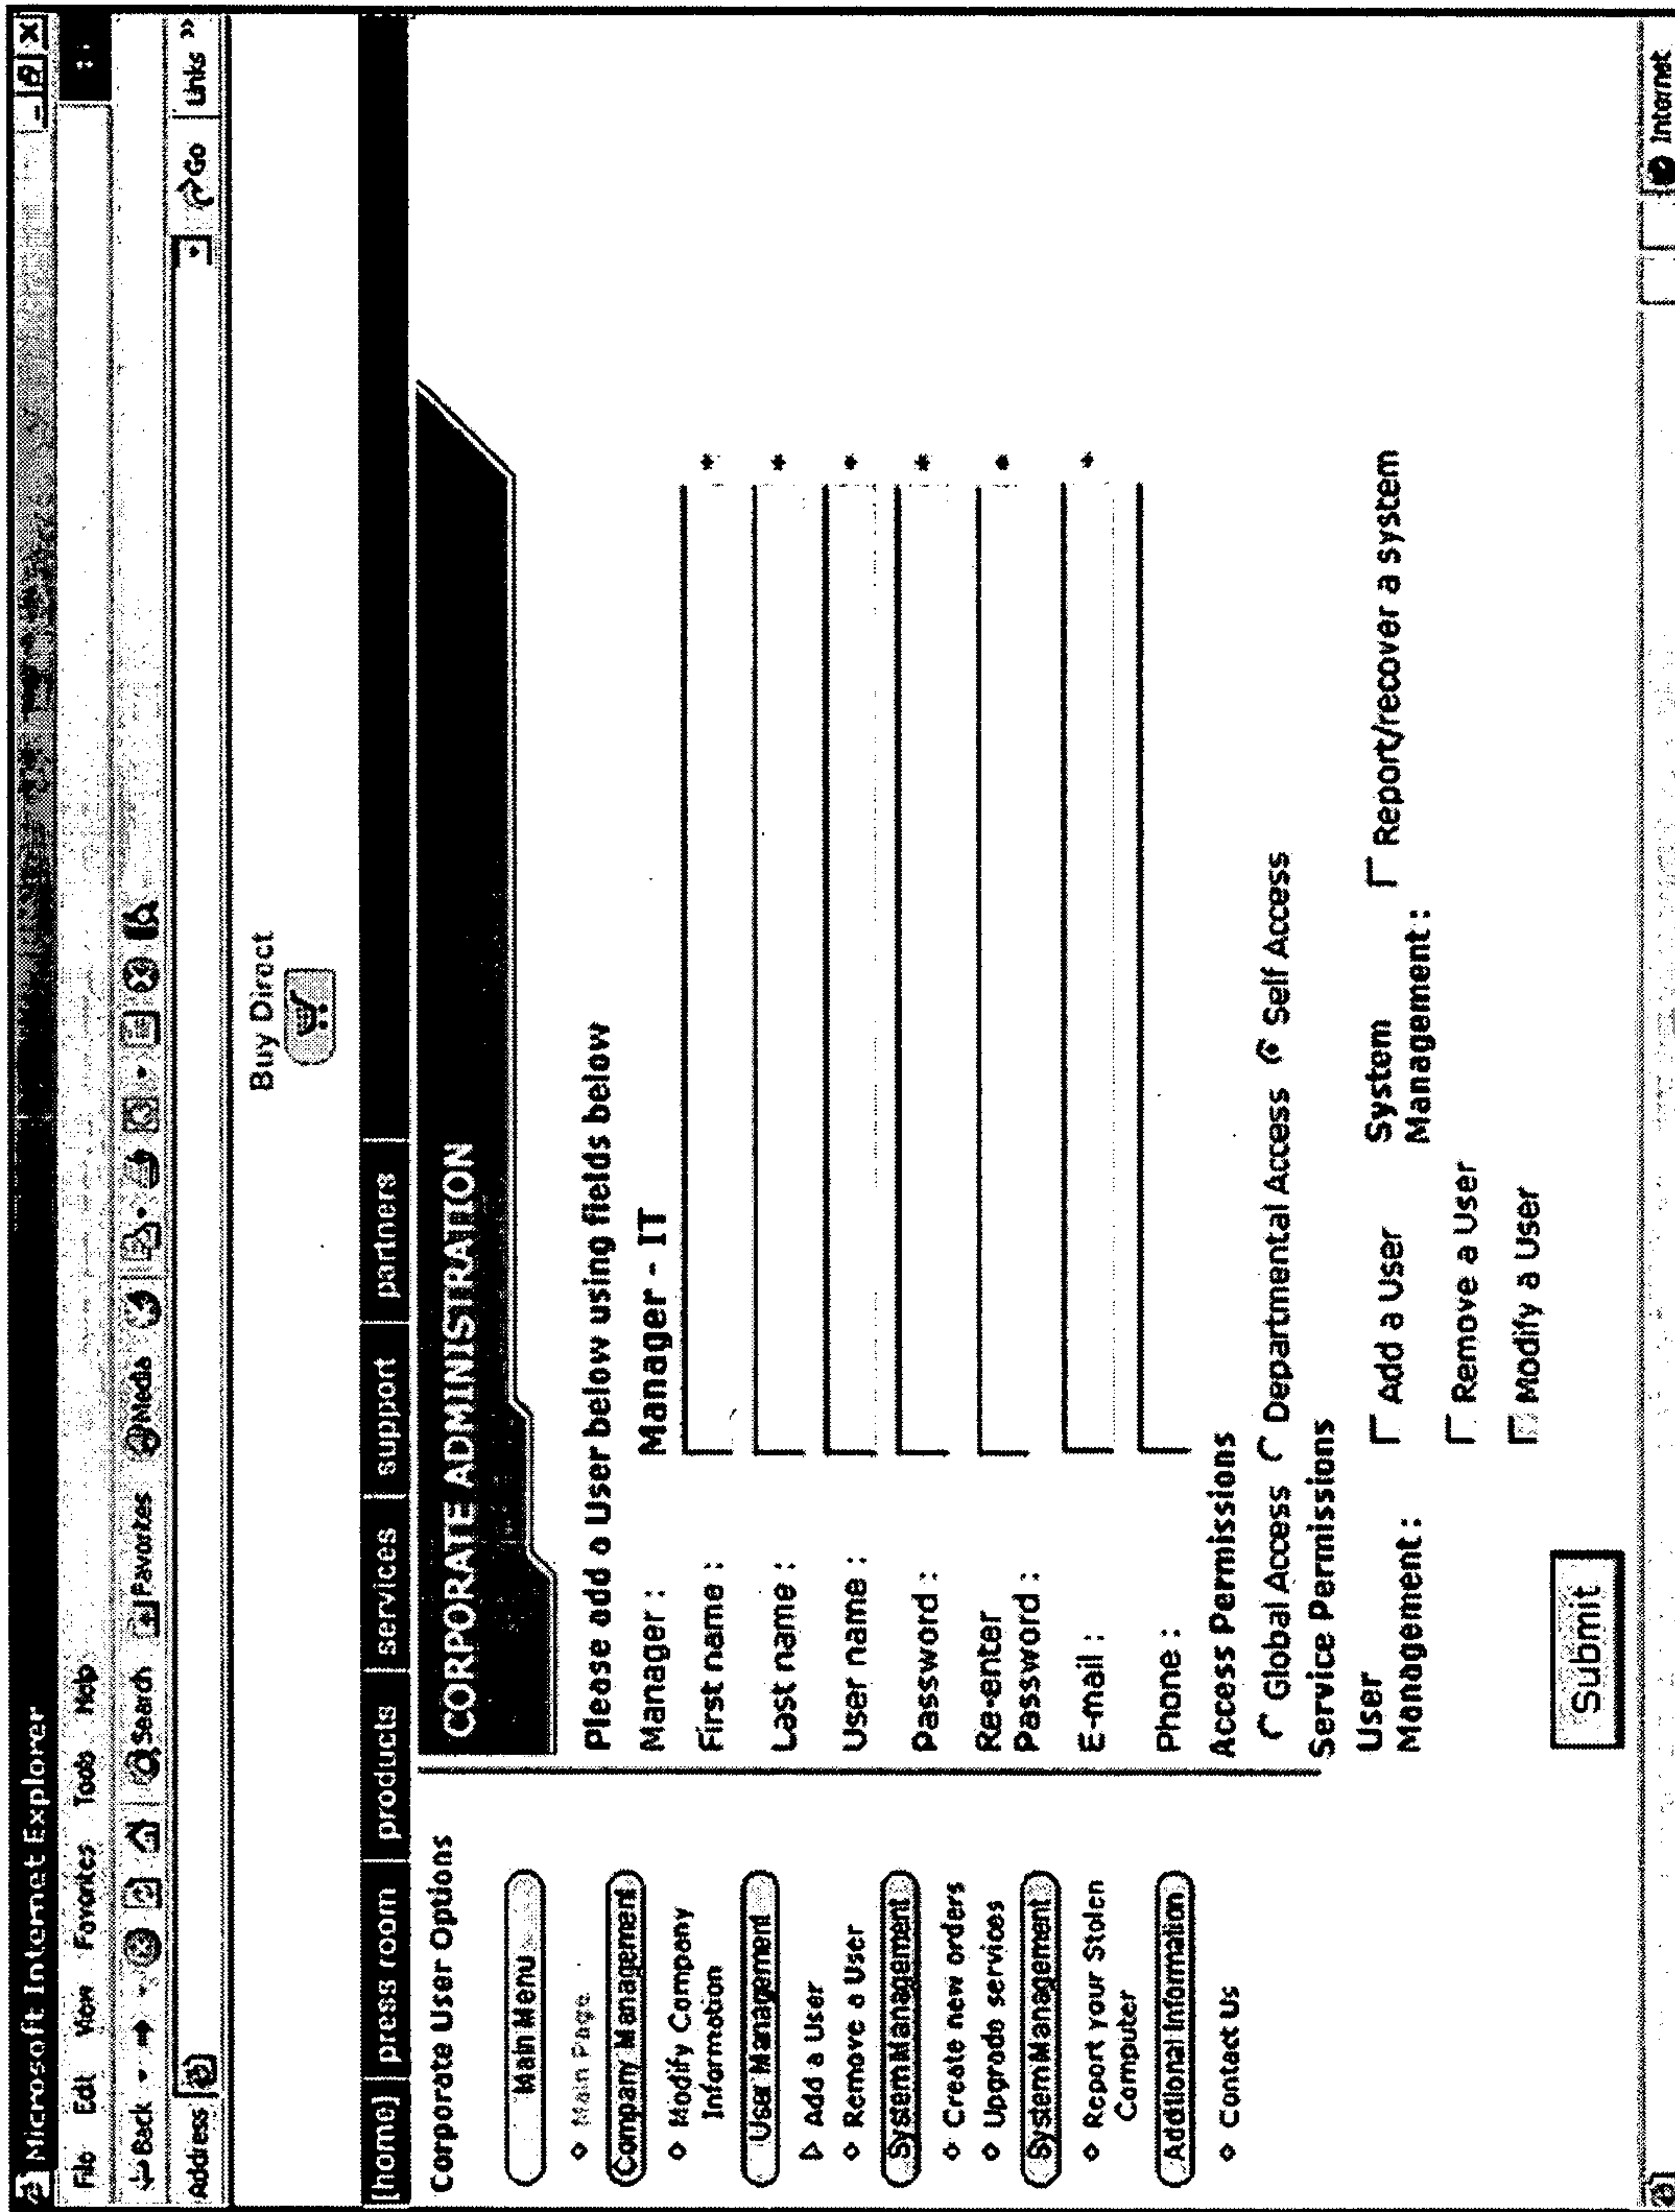 Microsoft Internet Explorer
File Edit View Favorites Tools Help
Back Search Favorites Media
Address Go Links »
Buy Direct
[home] press room products services support partners
Corporate User Options
Main Menu
Main Page
Company Management
Modify Company
Information
User Management
Add a User
Remove a User
System Management
Create new orders
Upgrade services
System Management
Report your Stolen
Computer
Additional Information
Contact Us
CORPORATE ADMINISTRATION
Please add a User below using fields below
Manager : Manager - IT
First name : *
Last name : *
User name : *
Password : *
Re-enter
Password : *
E-mail : *
Phone :
Access Permissions
Global Access Departmental Access Self Access
Service Permissions
User
Management :
Add a User
Remove a User
Modify a User
System
Management :
Report/recover a system
Submit
Internet